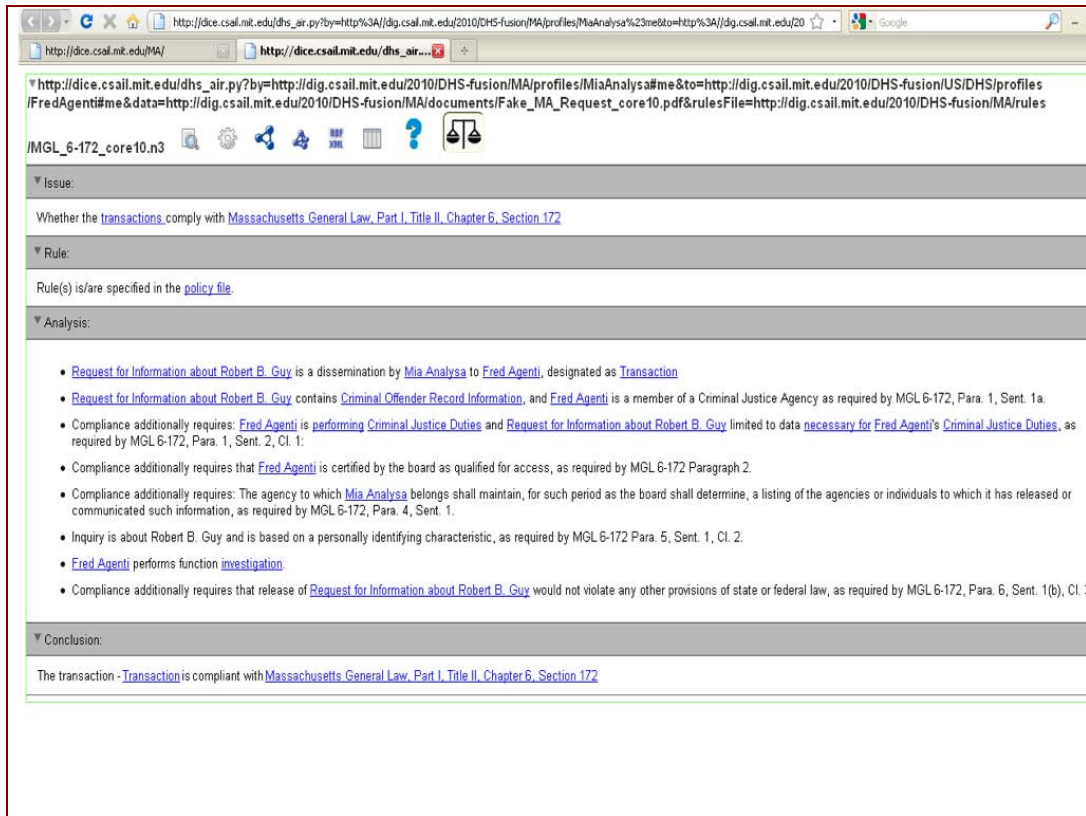 http://dice.csail.mit.edu/dhs_air.py?by=http%3A//dig.csail.mit.edu/2010/DHS-fusion/MA/profiles/MiaAnalysa%23me&to=http%3A//dig.csail.mit.edu/20
Google
http://dice.csail.mit.edu/MA/
http://dice.csail.mit.edu/dhs_air....
http://dice.csail.mit.edu/dhs_air.py?by=http://dig.csail.mit.edu/2010/DHS-fusion/MA/profiles/MiaAnalysa#me&to=http://dig.csail.mit.edu/2010/DHS-fusion/US/DHS/profiles
/FredAgenti#me&data=http://dig.csail.mit.edu/2010/DHS-fusion/MA/documents/Fake_MA_Request_core10.pdf&rulesFile=http://dig.csail.mit.edu/2010/DHS-fusion/MA/rules
/MGL_6-172_core10.n3
RDF
XML
?
Issue:
Whether the transactions comply with Massachusetts General Law, Part I, Title II, Chapter 6, Section 172
Rule:
Rule(s) is/are specified in the policy file.
Analysis:
• Request for Information about Robert B. Guy is a dissemination by Mia Analysa to Fred Agenti, designated as Transaction
• Request for Information about Robert B. Guy contains Criminal Offender Record Information, and Fred Agenti is a member of a Criminal Justice Agency as required by MGL 6-172, Para. 1, Sent. 1a.
• Compliance additionally requires: Fred Agenti is performing Criminal Justice Duties and Request for Information about Robert B. Guy limited to data necessary for Fred Agenti's Criminal Justice Duties, as
required by MGL 6-172, Para. 1, Sent. 2, Cl. 1:
• Compliance additionally requires that Fred Agenti is certified by the board as qualified for access, as required by MGL 6-172 Paragraph 2.
• Compliance additionally requires: The agency to which Mia Analysa belongs shall maintain, for such period as the board shall determine, a listing of the agencies or individuals to which it has released or
communicated such information, as required by MGL 6-172, Para. 4, Sent. 1.
• Inquiry is about Robert B. Guy and is based on a personally identifying characteristic, as required by MGL 6-172 Para. 5, Sent. 1, Cl. 2.
• Fred Agenti performs function investigation.
• Compliance additionally requires that release of Request for Information about Robert B. Guy would not violate any other provisions of state or federal law, as required by MGL 6-172, Para. 6, Sent. 1(b), Cl.
Conclusion:
The transaction - Transaction is compliant with Massachusetts General Law, Part I, Title II, Chapter 6, Section 172